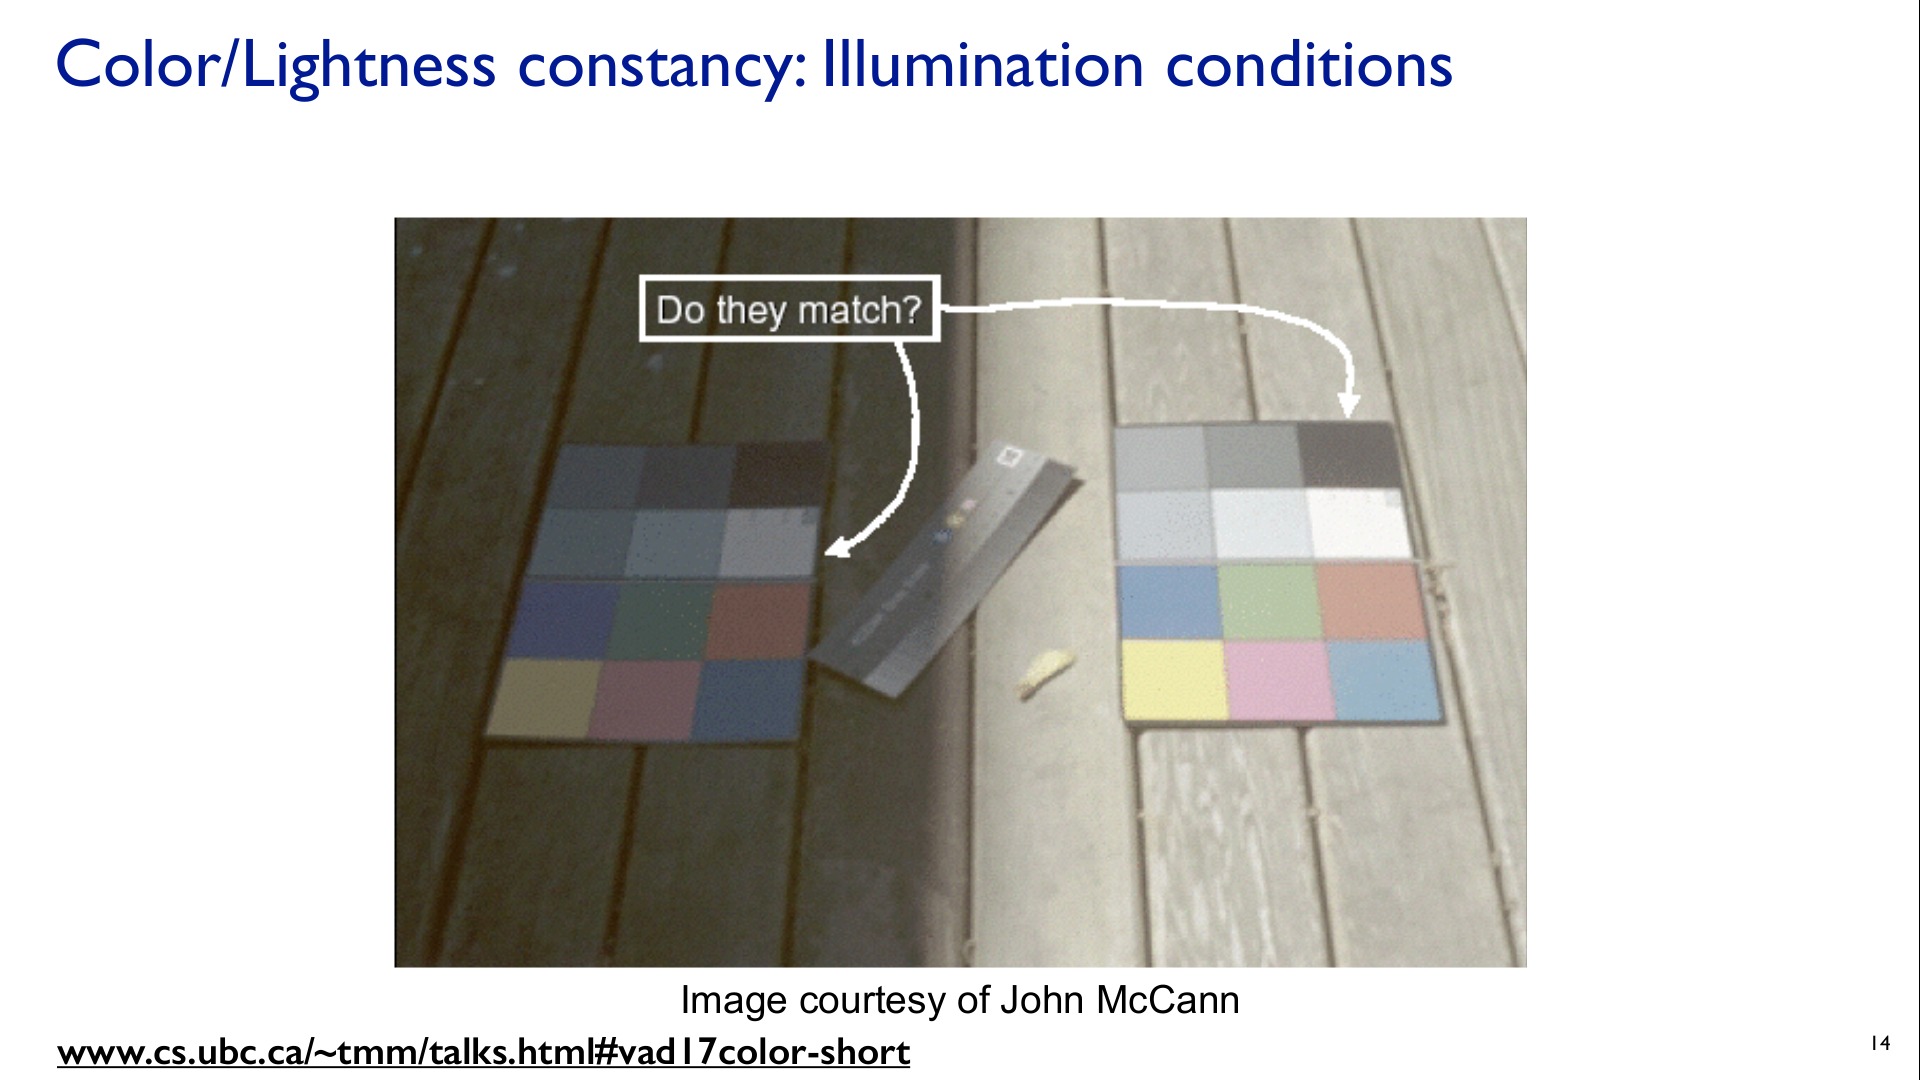 Color/Lightness constancy: Illumination conditions
Do they match?
Image courtesy of John McCann
www.cs.ubc.ca/~tmm/talks.html#vad17color-short
14